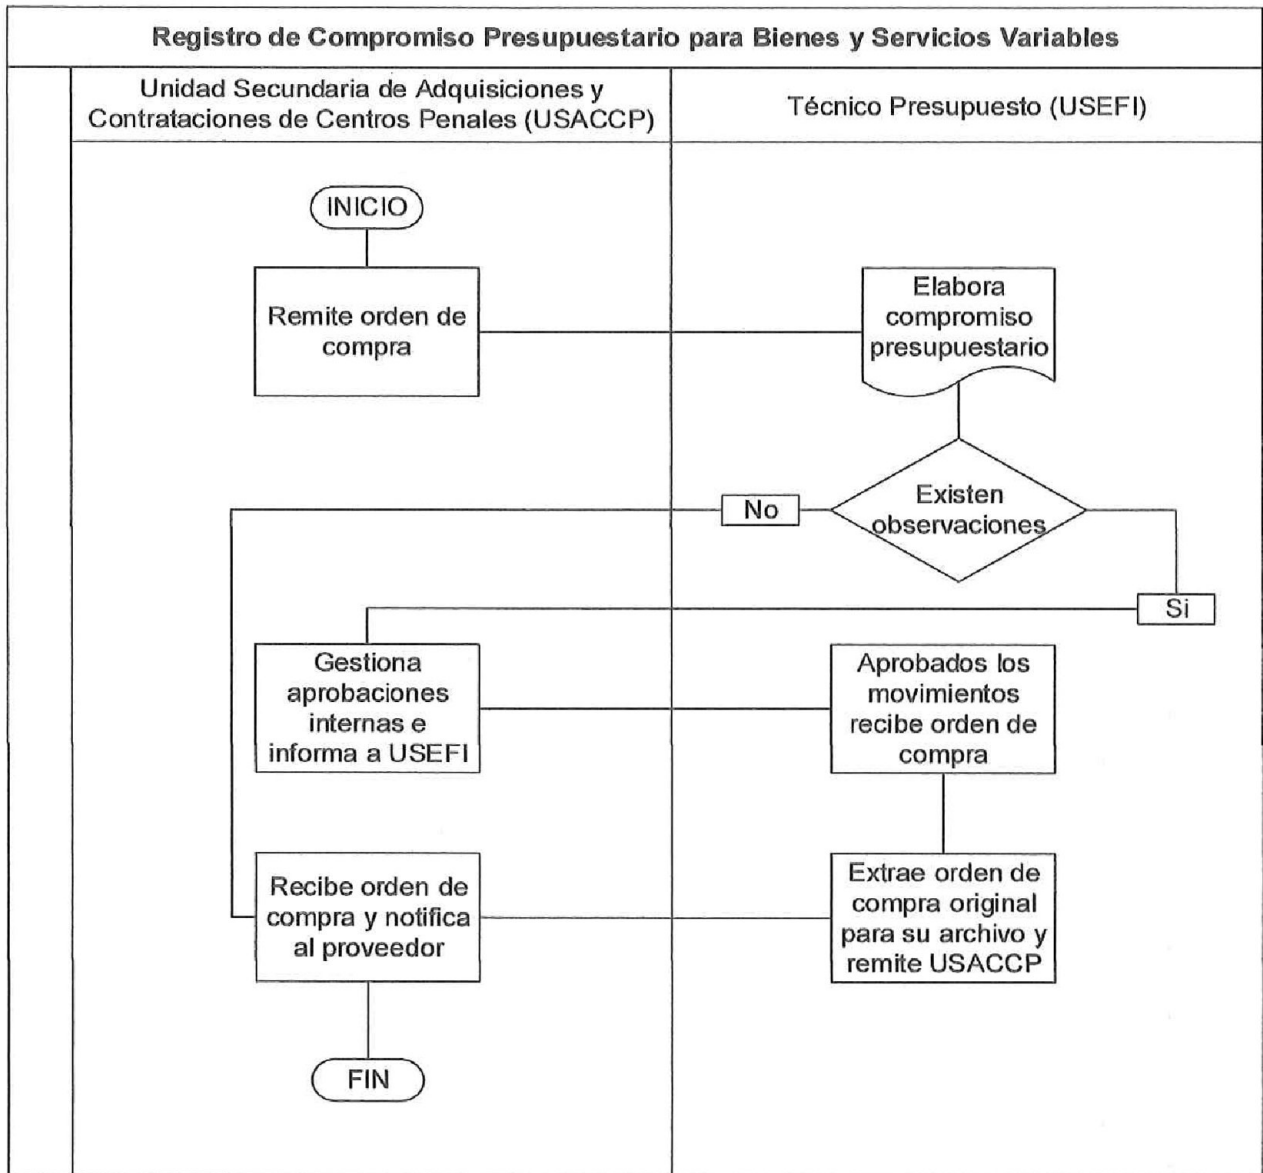 Registro de Compromiso Presupuestario para Bienes y Servicios Variables
Unidad Secundaria de Adquisiciones y
Contrataciones de Centros Penales (USACCP)
Técnico Presupuesto (USEFI)
INICIO
Remite orden de
compra
Elabora
compromiso
presupuestario
Existen
observaciones
No
Si
Gestiona
aprobaciones
internas e
informa a USEFI
Aprobados los
movimientos
recibe orden de
compra
Extrae orden de
compra original
para su archivo y
remite USACCP
Recibe orden de
compra y notifica
al proveedor
FIN